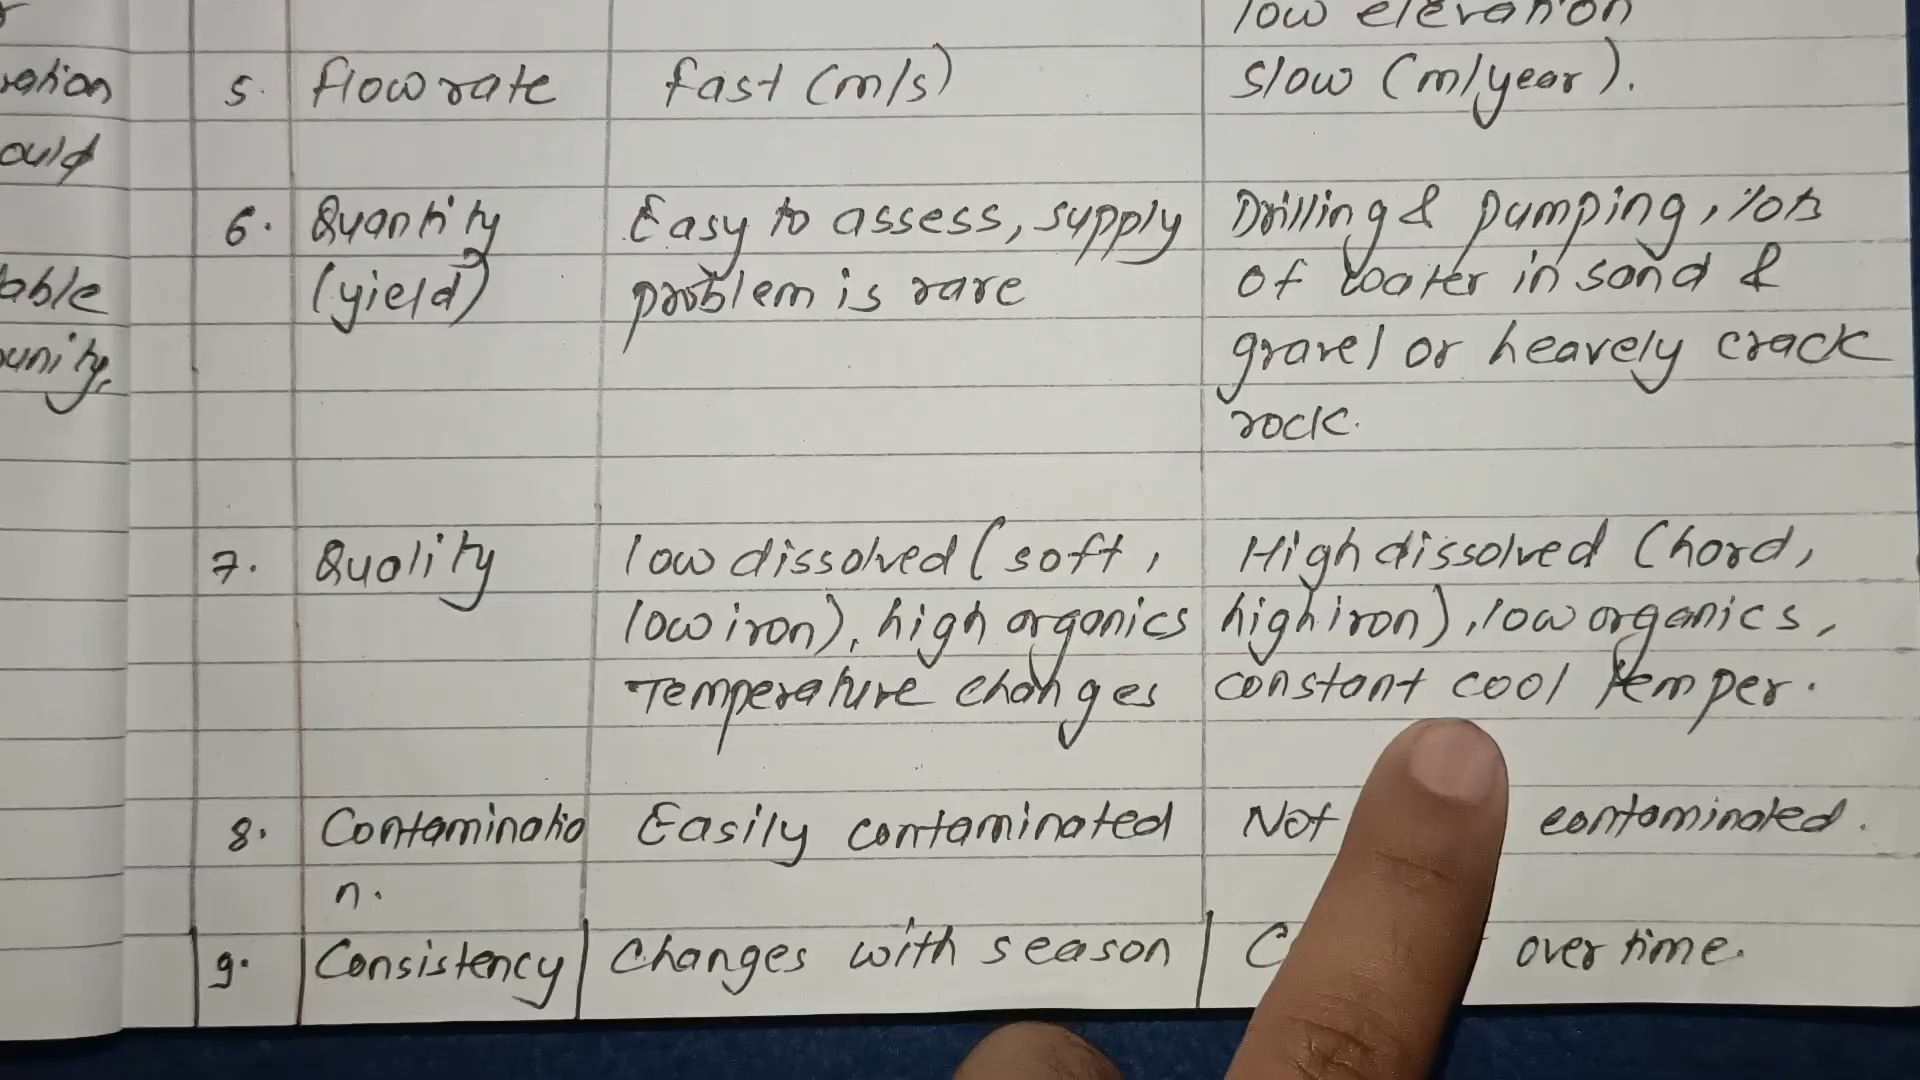 low elevation
ration 5. flow rate fast (m/s) slow (m/year).
ould
6. Quantity Easy to assess, supply Drilling & pumping, lots
able (yield) problem is rare of water in sand &
unity, gravel or heavely crack
rock.
7. Quality low dissolved (soft, High dissolved (hard,
low iron), high organics high iron), low organics,
Temperature changes constant cool temper.
8. Contaminatio Easily contaminated Not contaminated.
n.
9. Consistency Changes with season over time.